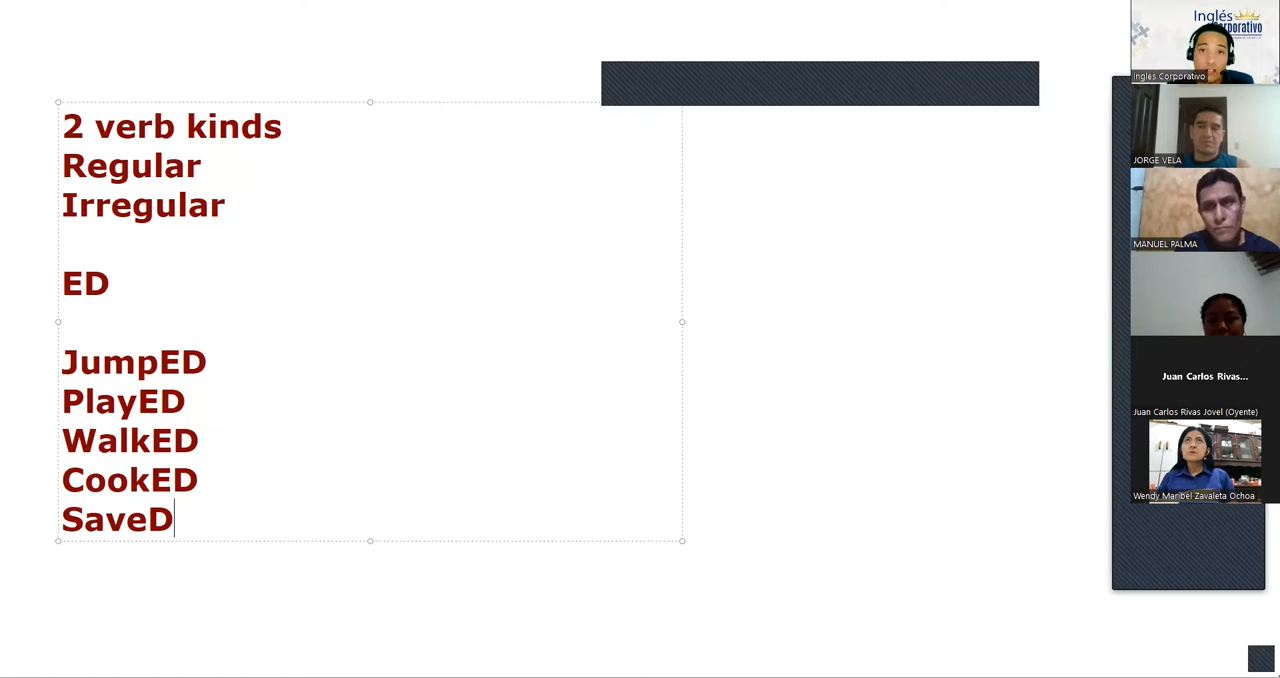 2 verb kinds
Regular
Irregular
ED
JumpED
PlayED
WalkED
CookED
SaveD
Inglés
Corporativo
Ingles Corporativo
JORGE VELA
MANUEL PALMA
Juan Carlos Rivas...
Juan Carlos Rivas Jovel (Oyente)
Wendy Maribel Zavaleta Ochoa